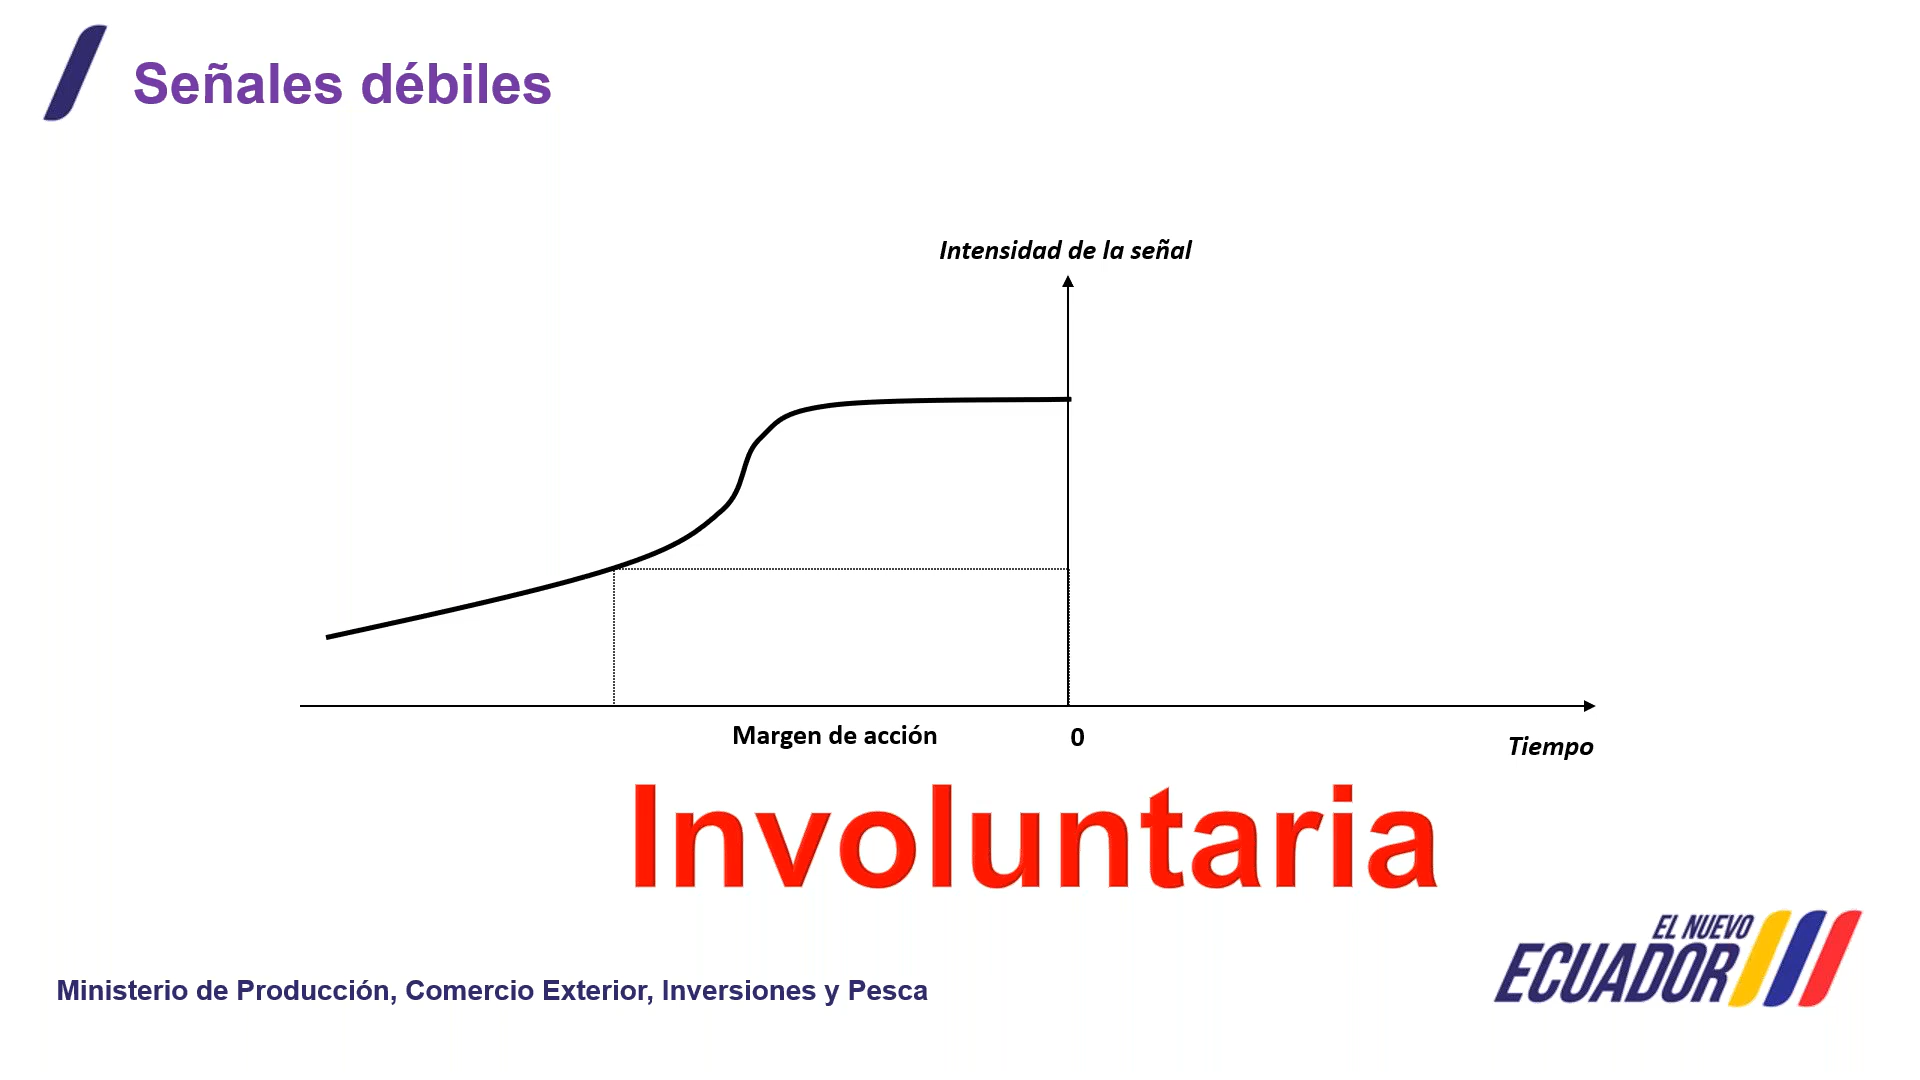 Señales débiles
Intensidad de la señal
Margen de acción
0
Tiempo
Involuntaria
EL NUEVO
ECUADOR
Ministerio de Producción, Comercio Exterior, Inversiones y Pesca